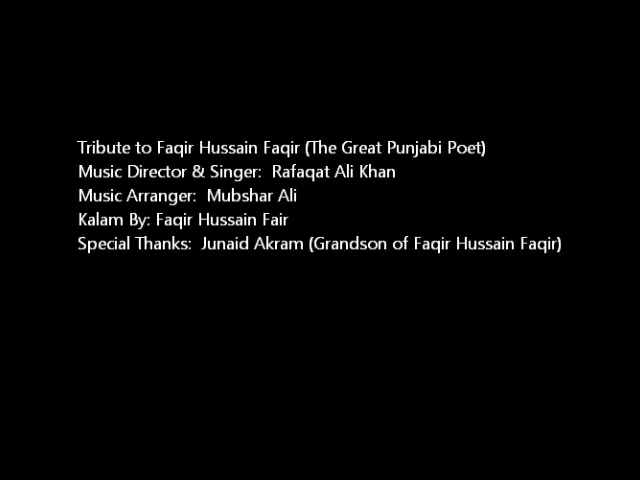 Tribute to Faqir Hussain Faqir (The Great Punjabi Poet)
Music Director & Singer:  Rafaqat Ali Khan
Music Arranger:  Mubshar Ali
Kalam By: Faqir Hussain Fair
Special Thanks:  Junaid Akram (Grandson of Faqir Hussain Faqir)